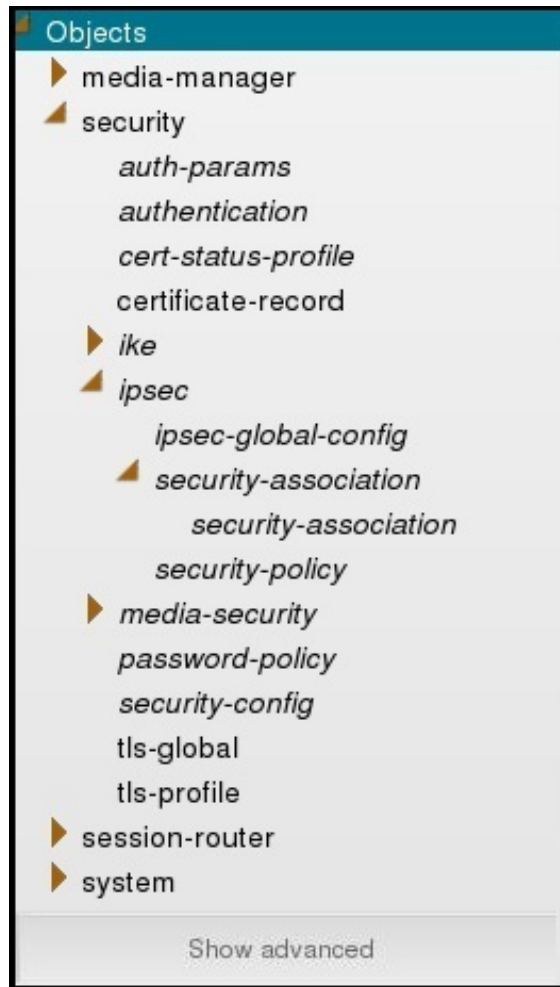 Objects
media-manager
security
auth-params
authentication
cert-status-profile
certificate-record
ike
ipsec
ipsec-global-config
security-association
security-association
security-policy
media-security
password-policy
security-config
tls-global
tls-profile
session-router
system
Show advanced